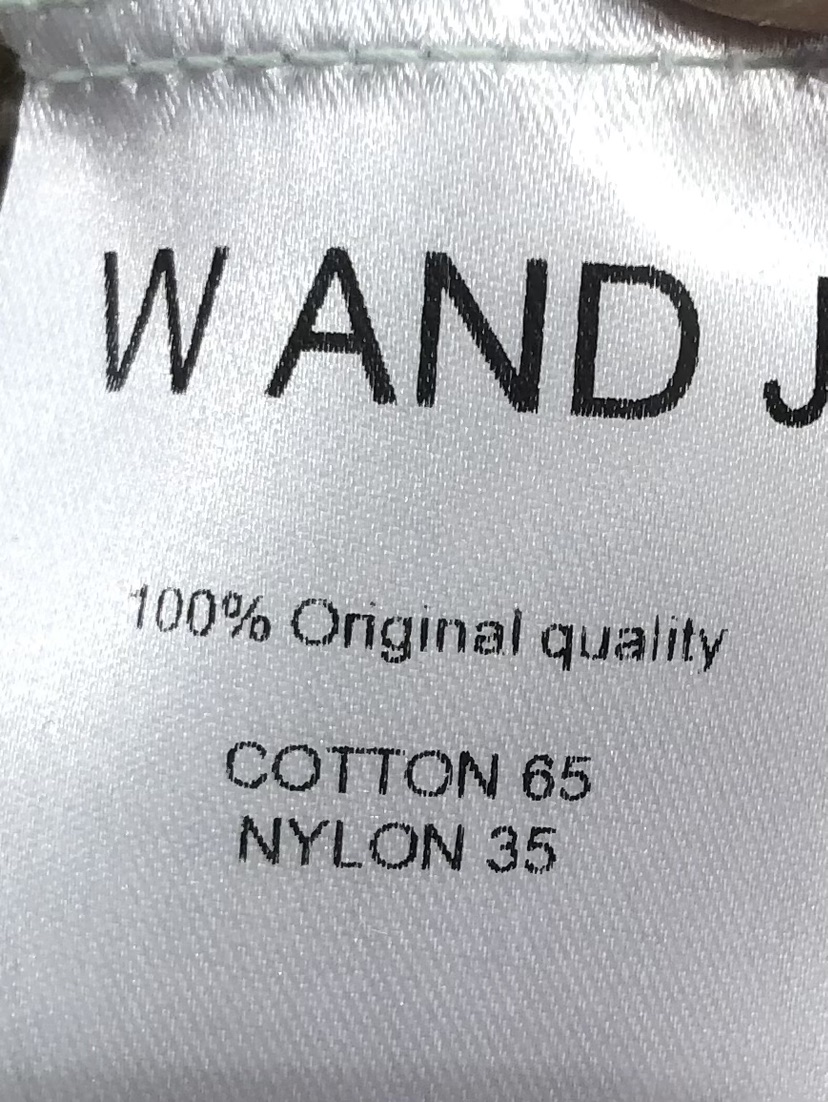 W AND J
100% Original quality
COTTON 65
NYLON 35